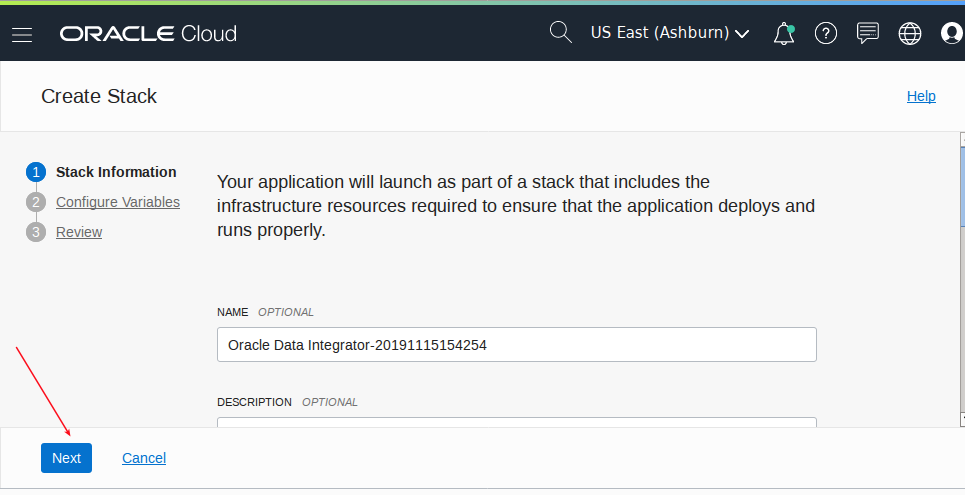 ORACLE Cloud
US East (Ashburn)
?
Create Stack
Help
1 Stack Information
2 Configure Variables
3 Review
Your application will launch as part of a stack that includes the
infrastructure resources required to ensure that the application deploys and
runs properly.
NAME OPTIONAL
Oracle Data Integrator-20191115154254
DESCRIPTION OPTIONAL
Next
Cancel